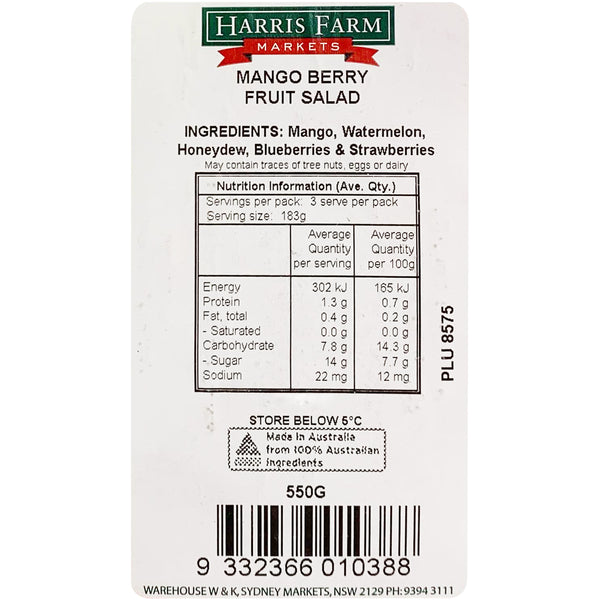 HARRIS FARM
MARKETS
MANGO BERRY
FRUIT SALAD
INGREDIENTS: Mango, Watermelon,
Honeydew, Blueberries & Strawberries
May contain traces of tree nuts, eggs or dairy
Nutrition Information (Ave. Qty.)
Servings per pack: 3 serve per pack
Serving size: 183g
Average Quantity per serving Average Quantity per 100g
Energy 302 kJ 165 kJ
Protein 1.3 g 0.7 g
Fat, total 0.4 g 0.2 g
- Saturated 0.0 g 0.0 g
Carbohydrate 7.8 g 14.3 g
- Sugar 14 g 7.7 g
Sodium 22 mg 12 mg
PLU 8575
STORE BELOW 5°C
Made in Australia
from 100% Australian
ingredients
550G
9 332366 010388
WAREHOUSE W & K, SYDNEY MARKETS, NSW 2129 PH: 9394 3111